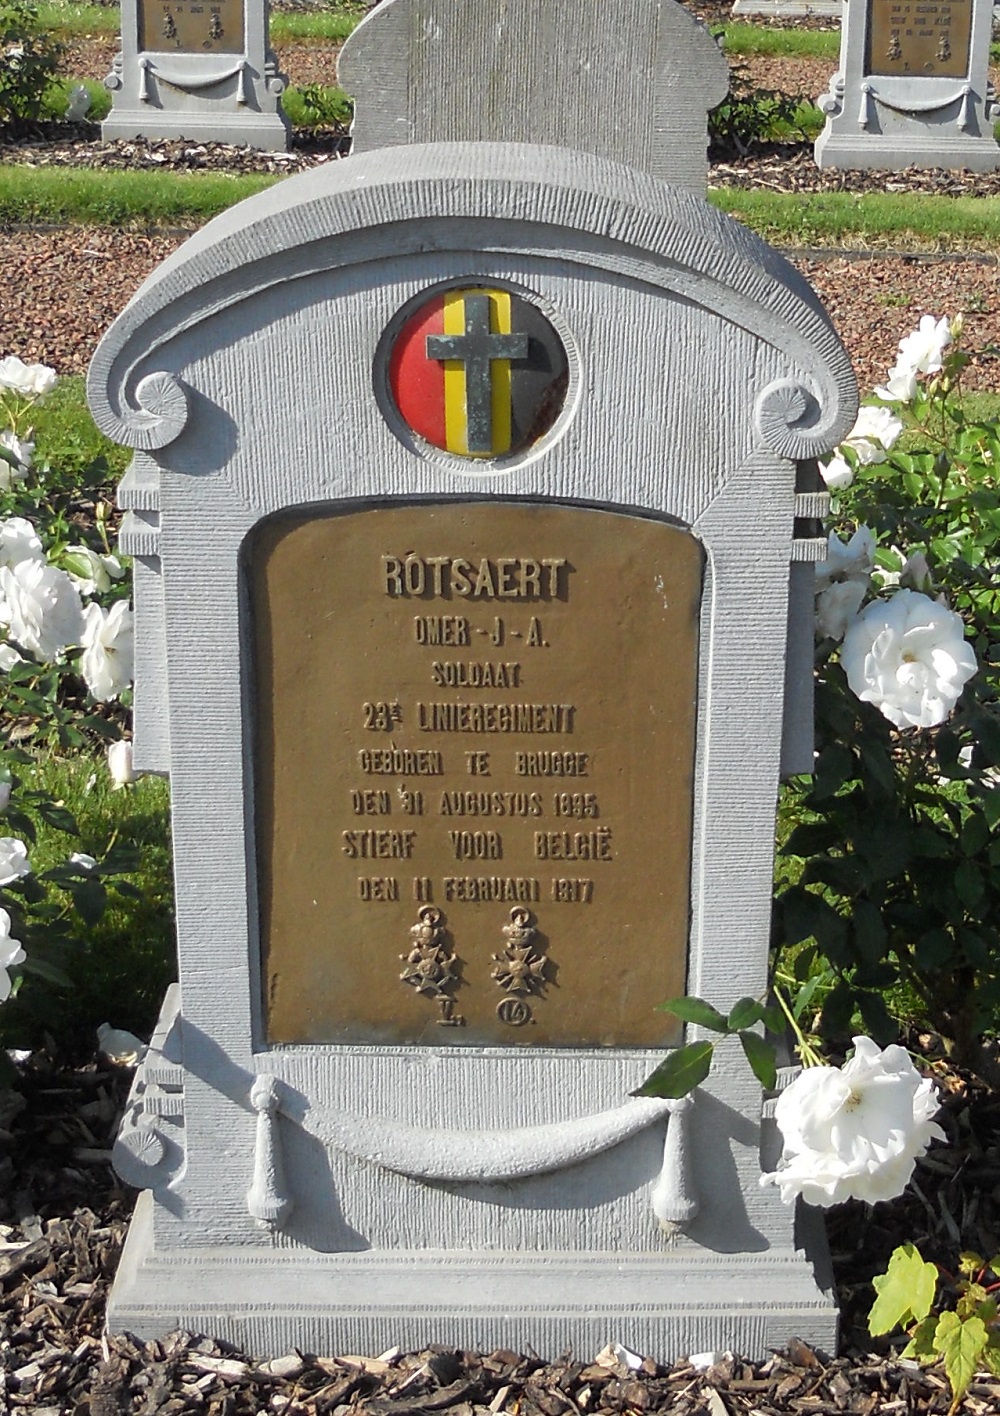 RÓTSAERT
OMER-J-A.
SOLDAAT
23E LINIEREGIMENT
GEBOREN TE BRUGGE
DEN 31 AUGUSTUS 1895
STIERF VOOR BELGIË
DEN 11 FEBRUARI 1917
L. 14